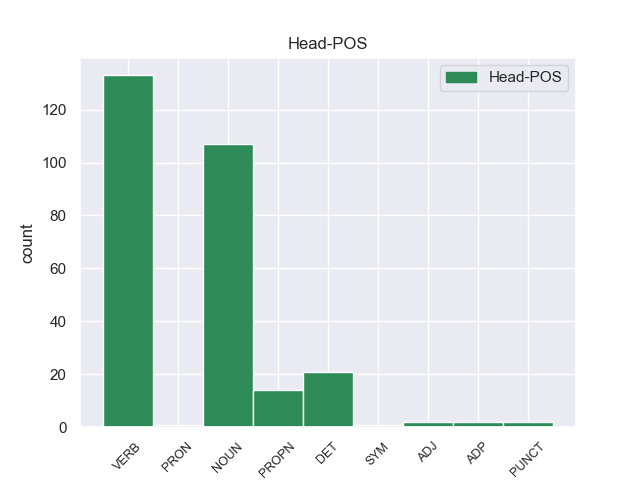 Head-POS
Head-POS
120
100
80
60
40
20
0
count
VERB
PRON
NOUN
PROPN
DET
SYM
ADJ
ADP
PUNCT